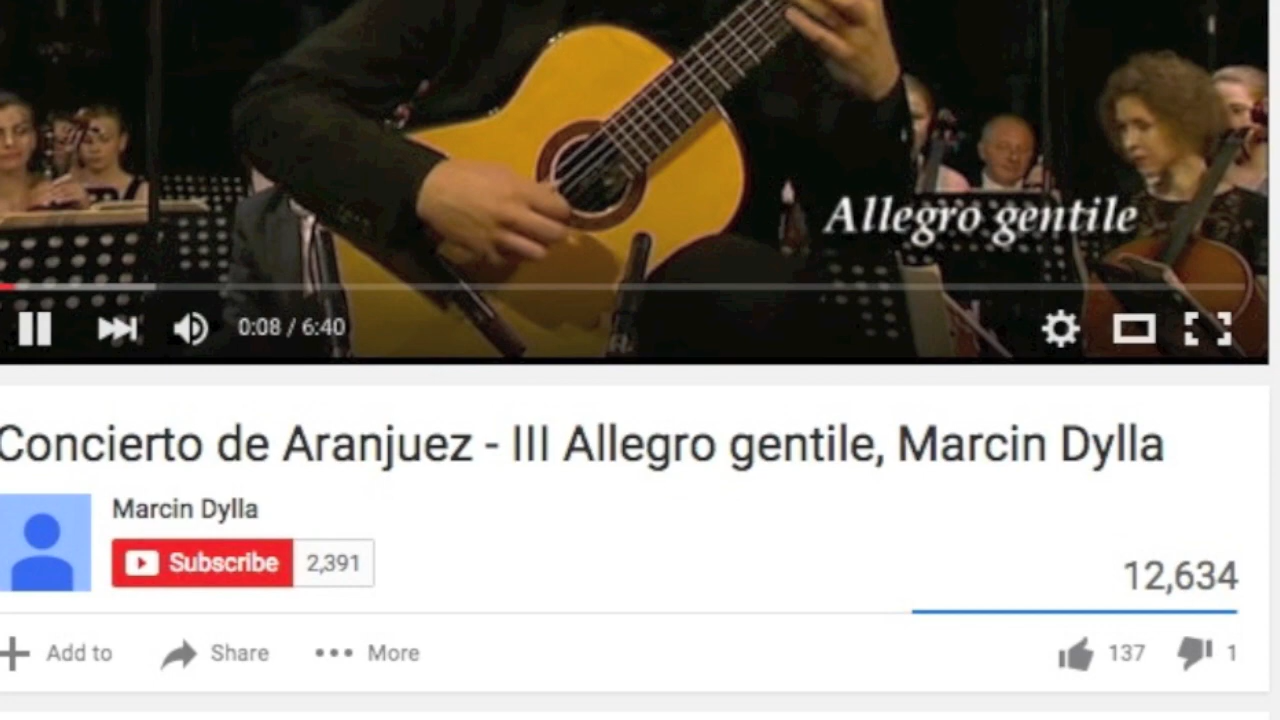 Allegro gentile
0:08 / 6:40
Concierto de Aranjuez - III Allegro gentile, Marcin Dylla
Marcin Dylla
Subscribe 2,391
12,634
Add to Share More 137 1